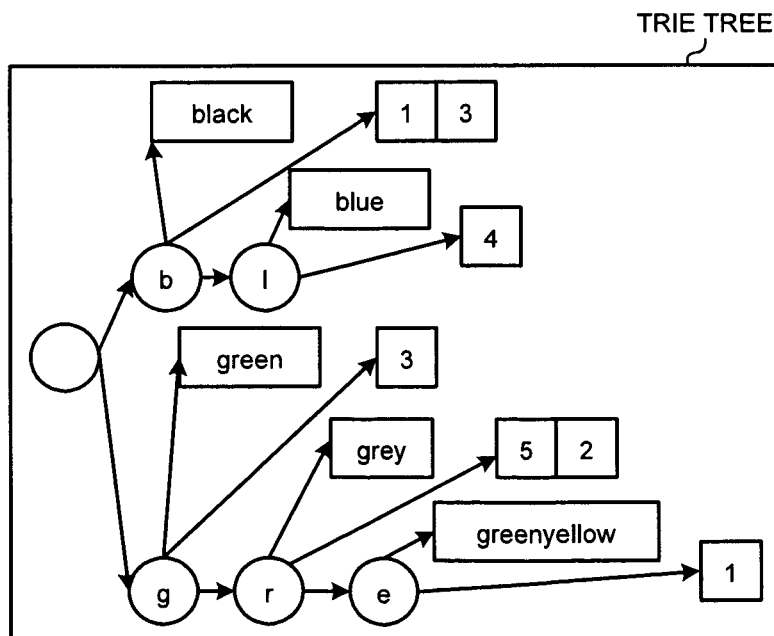 TRIE TREE
black
1 3
blue
4
b l
green
3
grey
5 2
greenyellow
1
g r e